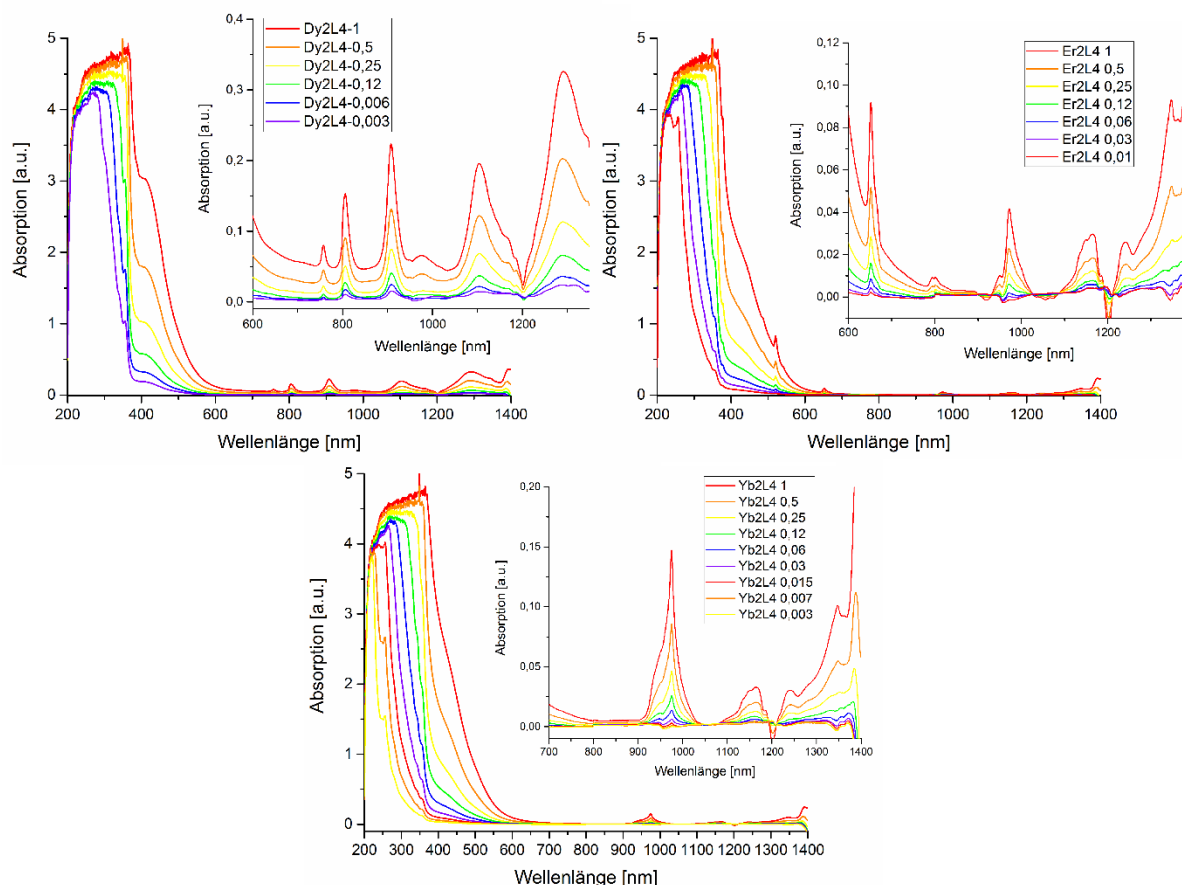 Absorption [a.u.]
5
4
3
2
1
0
200 400 600 800 1000 1200 1400
Wellenlänge [nm]
Absorption [a.u.]
0,4
0,3
0,2
0,1
0,0
600 800 1000 1200
Wellenlänge [nm]
Dy2L4-1
Dy2L4-0,5
Dy2L4-0,25
Dy2L4-0,12
Dy2L4-0,006
Dy2L4-0,003
Absorption [a.u.]
5
4
3
2
1
0
200 400 600 800 1000 1200 1400
Wellenlänge [nm]
Absorption [a.u.]
0,12
0,10
0,08
0,06
0,04
0,02
0,00
600 800 1000 1200
Wellenlänge [nm]
Er2L4 1
Er2L4 0,5
Er2L4 0,25
Er2L4 0,12
Er2L4 0,06
Er2L4 0,03
Er2L4 0,01
Absorption [a.u.]
5
4
3
2
1
0
200 300 400 500 600 700 800 900 1000 1100 1200 1300 1400
Wellenlänge [nm]
Absorption [a.u.]
0,20
0,15
0,10
0,05
0,00
700 800 900 1000 1100 1200 1300 1400
Wellenlänge [nm]
Yb2L4 1
Yb2L4 0,5
Yb2L4 0,25
Yb2L4 0,12
Yb2L4 0,06
Yb2L4 0,03
Yb2L4 0,015
Yb2L4 0,007
Yb2L4 0,003